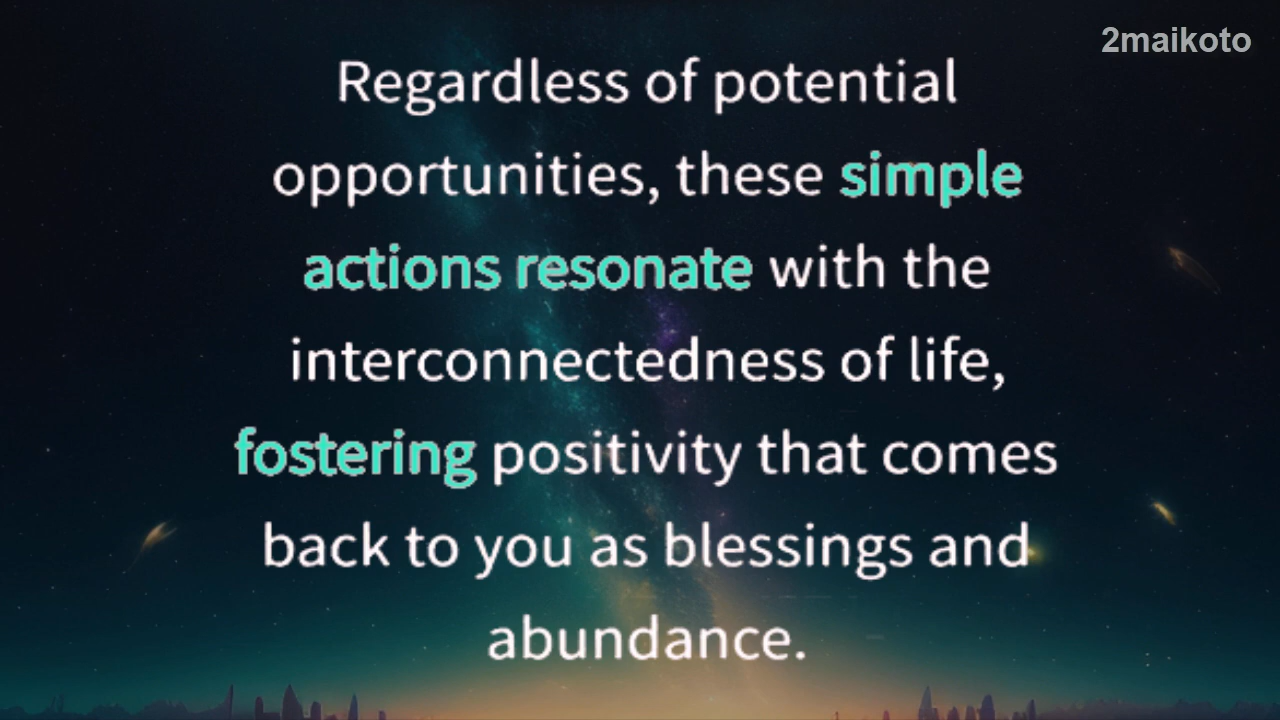 2maikoto
Regardless of potential
opportunities, these simple
actions resonate with the
interconnectedness of life,
fostering positivity that comes
back to you as blessings and
abundance.